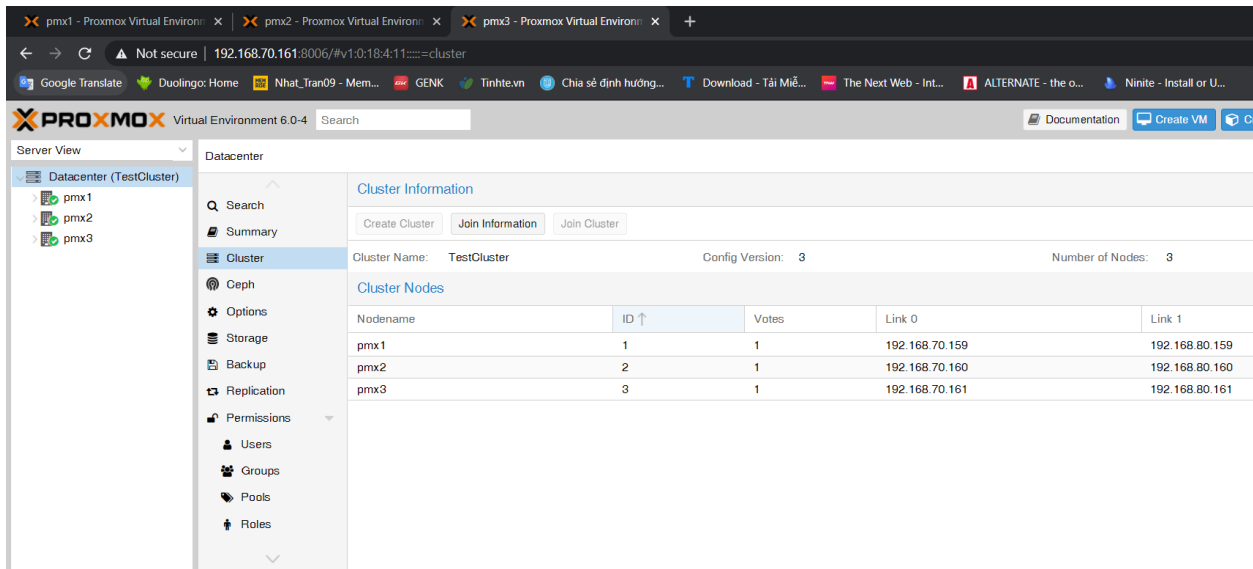 pmx1 - Proxmox Virtual Environm
pmx2 - Proxmox Virtual Environm
pmx3 - Proxmox Virtual Environm
Not secure | 192.168.70.161:8006/#v1:0:18:4:11:::::=cluster
Google Translate Duolingo: Home Nhat_Tran09 - Mem... GENK Tinhte.vn Chia sẻ định hướng... Download - Tải Miễ... The Next Web - Int... ALTERNATE - the o... Ninite - Install or U...
PROXMOX Virtual Environment 6.0-4 Search Documentation Create VM C
Server View
Datacenter (TestCluster)
pmx1
pmx2
pmx3
Datacenter
Search
Summary
Cluster
Ceph
Options
Storage
Backup
Replication
Permissions
Users
Groups
Pools
Roles
Cluster Information
Create Cluster Join Information Join Cluster
Cluster Name: TestCluster Config Version: 3 Number of Nodes: 3
Cluster Nodes
Nodename ID Votes Link 0 Link 1
pmx1 1 1 192.168.70.159 192.168.80.159
pmx2 2 1 192.168.70.160 192.168.80.160
pmx3 3 1 192.168.70.161 192.168.80.161